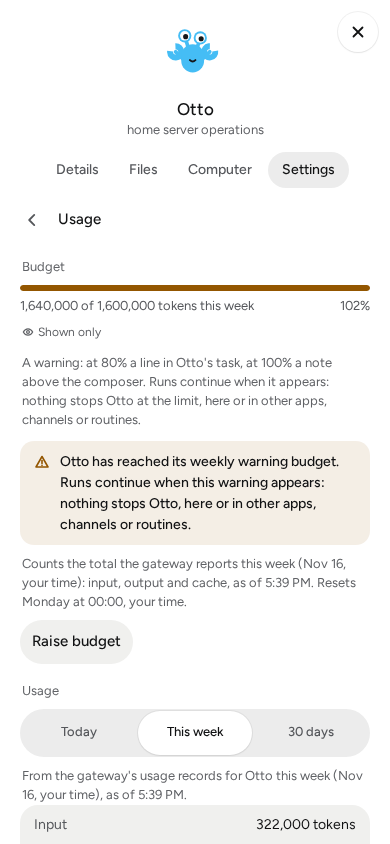 Otto
home server operations
Details Files Computer Settings
Usage
Budget
1,640,000 of 1,600,000 tokens this week 102%
Shown only
A warning: at 80% a line in Otto's task, at 100% a note
above the composer. Runs continue when it appears:
nothing stops Otto at the limit, here or in other apps,
channels or routines.
Otto has reached its weekly warning budget.
Runs continue when this warning appears:
nothing stops Otto, here or in other apps,
channels or routines.
Counts the total the gateway reports this week (Nov 16,
your time): input, output and cache, as of 5:39 PM. Resets
Monday at 00:00, your time.
Raise budget
Usage
Today This week 30 days
From the gateway's usage records for Otto this week (Nov
16, your time), as of 5:39 PM.
Input 322,000 tokens